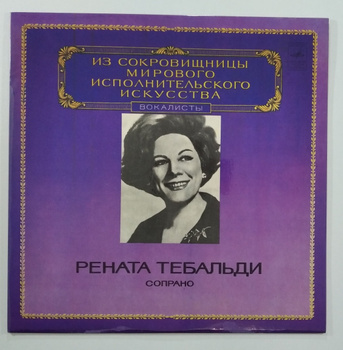 ИЗ СОКРОВИЩНИЦЫ
МИРОВОГО
ИСПОЛНИТЕЛЬСКОГО
ИСКУССТВА
ВОКАЛИСТЫ
РЕНАТА ТЕБАЛЬДИ
СОПРАНО